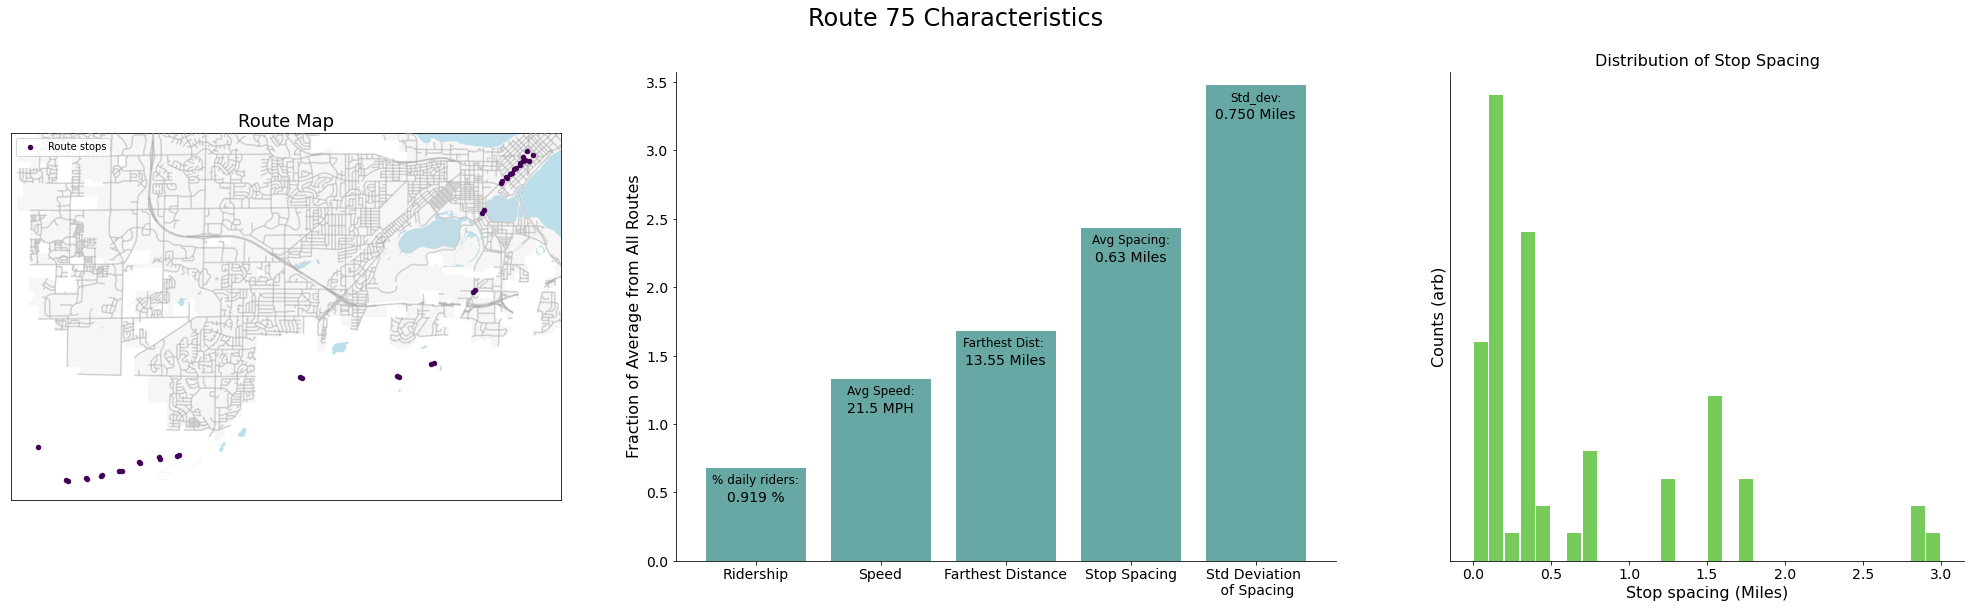 Route 75 Characteristics
Route Map
Route stops
Fraction of Average from All Routes
3.5
3.0
2.5
2.0
1.5
1.0
0.5
0.0
% daily riders:
0.919 %
Avg Speed:
21.5 MPH
Farthest Dist:
13.55 Miles
Avg Spacing:
0.63 Miles
Std_dev:
0.750 Miles
Ridership
Speed
Farthest Distance
Stop Spacing
Std Deviation
of Spacing
Distribution of Stop Spacing
Counts (arb)
0.0
0.5
1.0
1.5
2.0
2.5
3.0
Stop spacing (Miles)